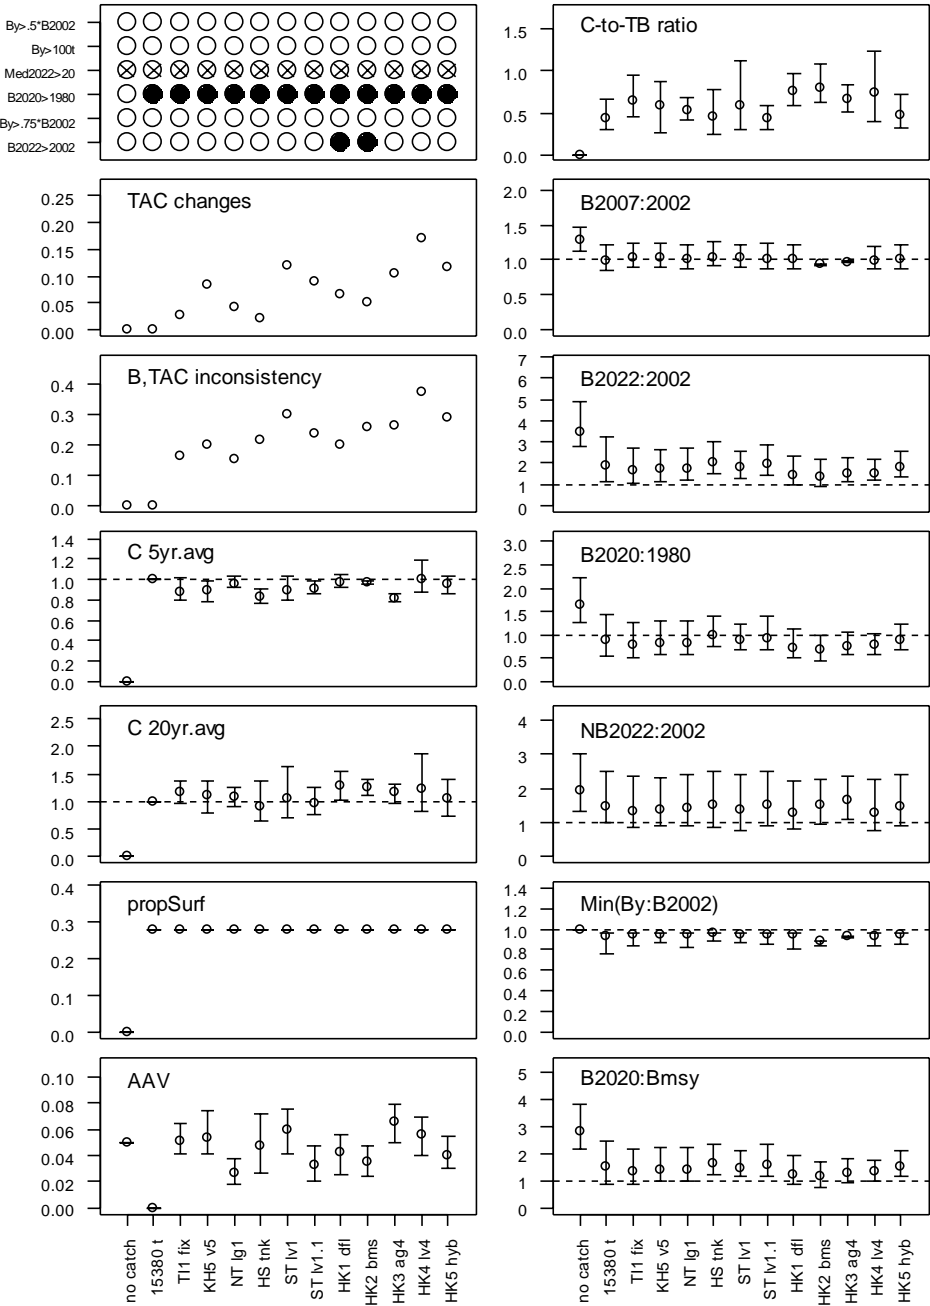 By>.5*B2002
By>100t
Med2022>20
B2020>1980
By>.75*B2002
B2022>2002
TAC changes
0.25
0.20
0.15
0.10
0.05
0.00
B,TAC inconsistency
0.4
0.3
0.2
0.1
0.0
C 5yr.avg
1.4
1.2
1.0
0.8
0.6
0.4
0.2
0.0
C 20yr.avg
2.5
2.0
1.5
1.0
0.5
0.0
propSurf
0.4
0.3
0.2
0.1
0.0
AAV
0.10
0.08
0.06
0.04
0.02
0.00
no catch
15380 t
TI1 fix
KH5 v5
NT lg1
HS tnk
ST lv1
ST lv1.1
HK1 dfl
HK2 bms
HK3 ag4
HK4 lv4
HK5 hyb
C-to-TB ratio
1.5
1.0
0.5
0.0
B2007:2002
2.0
1.5
1.0
0.5
0.0
B2022:2002
7
6
5
4
3
2
1
0
B2020:1980
3.0
2.5
2.0
1.5
1.0
0.5
0.0
NB2022:2002
4
3
2
1
0
Min(By:B2002)
1.4
1.2
1.0
0.8
0.6
0.4
0.2
0.0
B2020:Bmsy
5
4
3
2
1
0
no catch
15380 t
TI1 fix
KH5 v5
NT lg1
HS tnk
ST lv1
ST lv1.1
HK1 dfl
HK2 bms
HK3 ag4
HK4 lv4
HK5 hyb